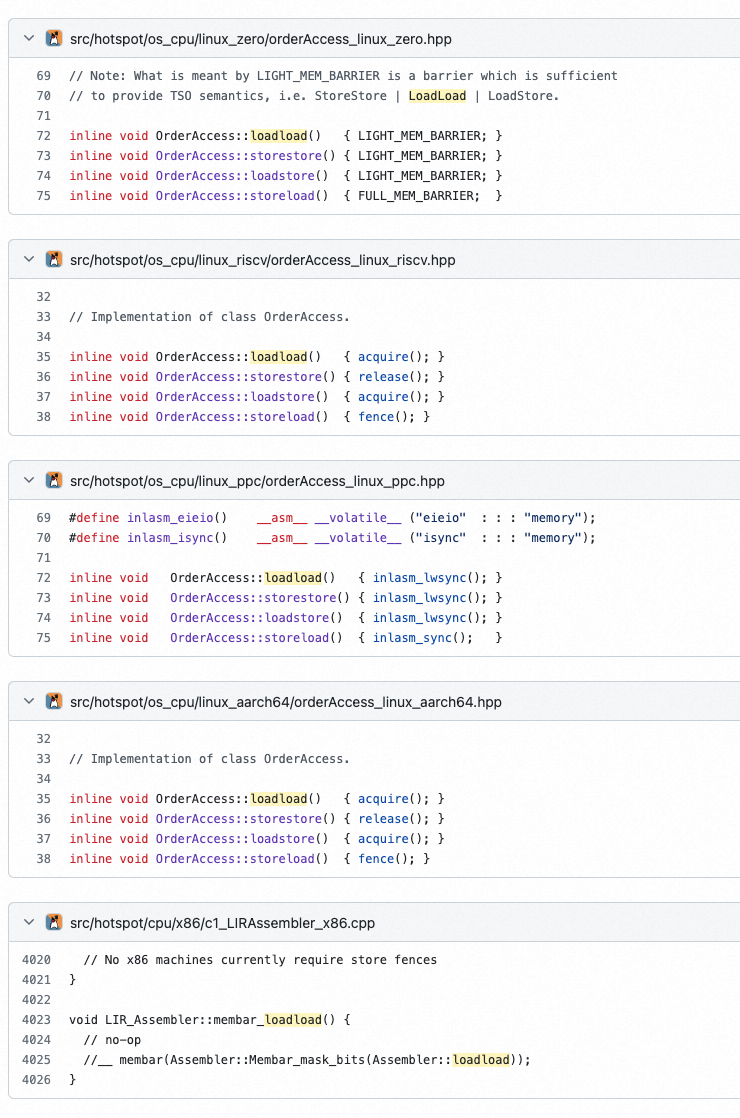 src/hotspot/os_cpu/linux_zero/orderAccess_linux_zero.hpp
69 // Note: What is meant by LIGHT_MEM_BARRIER is a barrier which is sufficient
70 // to provide TSO semantics, i.e. StoreStore | LoadLoad | LoadStore.
71
72 inline void OrderAccess::loadload()   { LIGHT_MEM_BARRIER; }
73 inline void OrderAccess::storestore() { LIGHT_MEM_BARRIER; }
74 inline void OrderAccess::loadstore()  { LIGHT_MEM_BARRIER; }
75 inline void OrderAccess::storeload()  { FULL_MEM_BARRIER;  }
src/hotspot/os_cpu/linux_riscv/orderAccess_linux_riscv.hpp
32
33 // Implementation of class OrderAccess.
34
35 inline void OrderAccess::loadload()   { acquire(); }
36 inline void OrderAccess::storestore() { release(); }
37 inline void OrderAccess::loadstore()  { acquire(); }
38 inline void OrderAccess::storeload()  { fence(); }
src/hotspot/os_cpu/linux_ppc/orderAccess_linux_ppc.hpp
69 #define inlasm_eieio()    __asm__ __volatile__ ("eieio"  : : : "memory");
70 #define inlasm_isync()    __asm__ __volatile__ ("isync"  : : : "memory");
71
72 inline void   OrderAccess::loadload()   { inlasm_lwsync(); }
73 inline void   OrderAccess::storestore() { inlasm_lwsync(); }
74 inline void   OrderAccess::loadstore()  { inlasm_lwsync(); }
75 inline void   OrderAccess::storeload()  { inlasm_sync();   }
src/hotspot/os_cpu/linux_aarch64/orderAccess_linux_aarch64.hpp
32
33 // Implementation of class OrderAccess.
34
35 inline void OrderAccess::loadload()   { acquire(); }
36 inline void OrderAccess::storestore() { release(); }
37 inline void OrderAccess::loadstore()  { acquire(); }
38 inline void OrderAccess::storeload()  { fence(); }
src/hotspot/cpu/x86/c1_LIRAssembler_x86.cpp
4020   // No x86 machines currently require store fences
4021 }
4022
4023 void LIR_Assembler::membar_loadload() {
4024   // no-op
4025   //__ membar(Assembler::Membar_mask_bits(Assembler::loadload));
4026 }